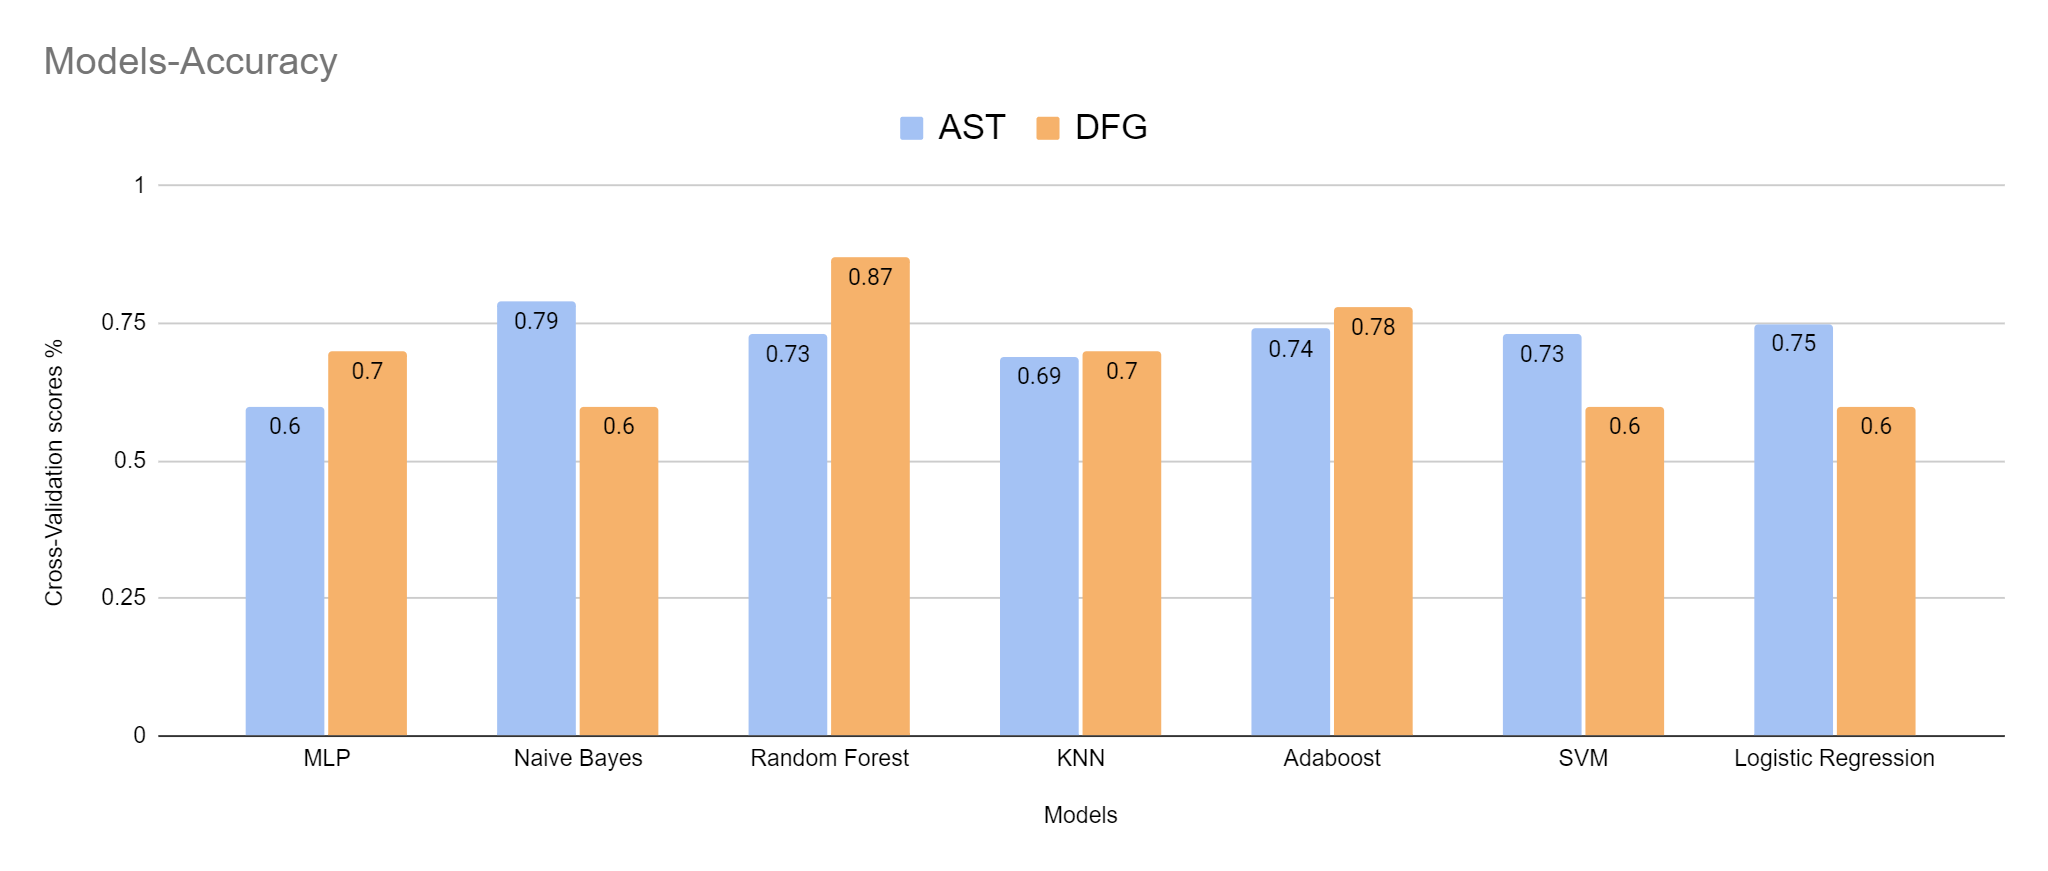 Models-Accuracy
AST DFG
1
0.75
0.5
0.25
0
Cross-Validation scores %
0.6 0.7
0.79 0.6
0.73 0.87
0.69 0.7
0.74 0.78
0.73 0.6
0.75 0.6
MLP Naive Bayes Random Forest KNN Adaboost SVM Logistic Regression
Models